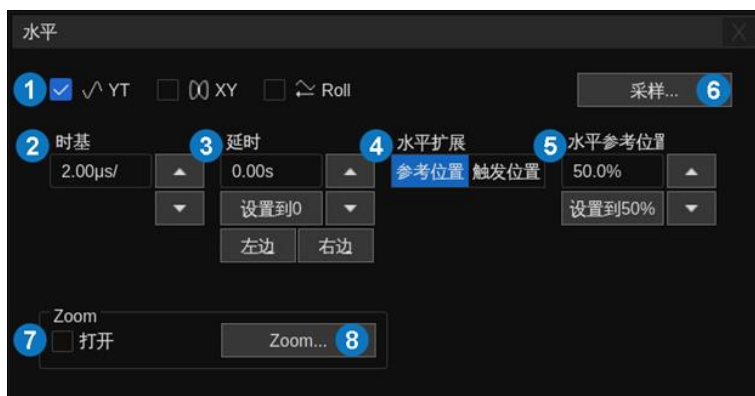 水平 X
1 YT XY Roll 采样... 6
2 时基 3 延时 4 水平扩展 5 水平参考位置
2.00μs/ 0.00s 参考位置 触发位置 50.0%
设置到0 设置到50%
左边 右边
Zoom
7 打开 Zoom... 8